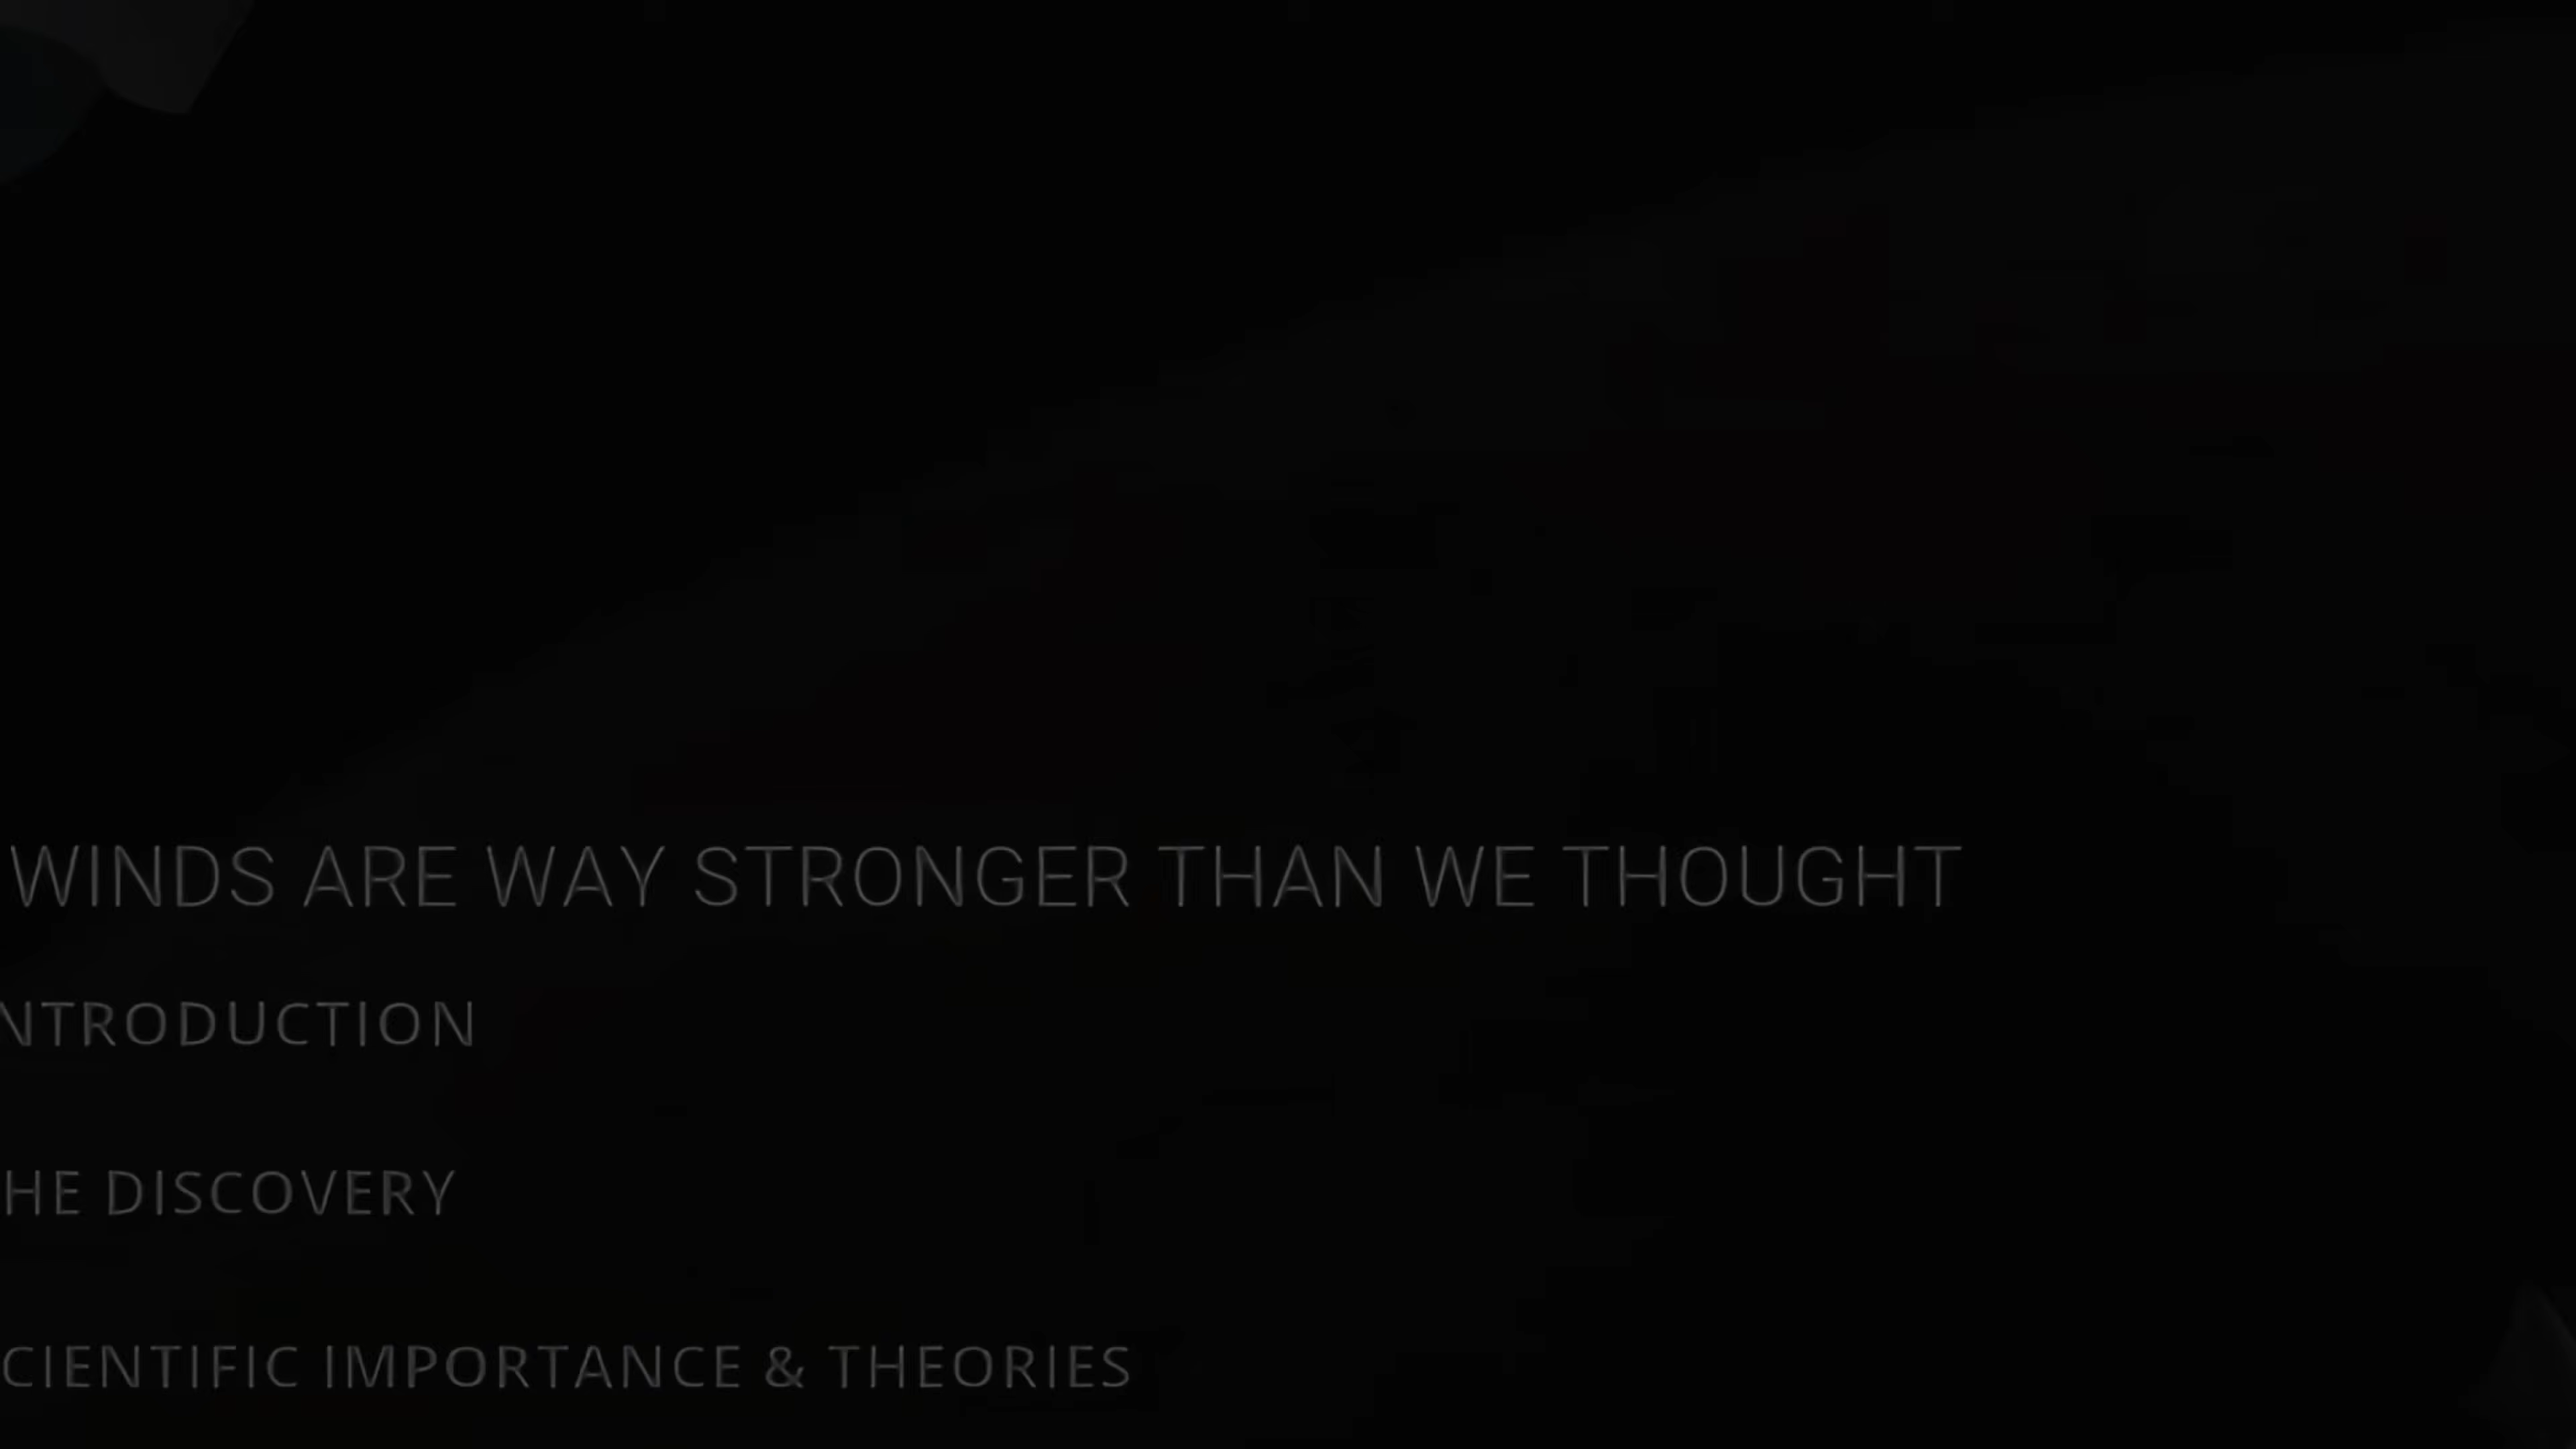 WINDS ARE WAY STRONGER THAN WE THOUGHT
NTRODUCTION
HE DISCOVERY
CIENTIFIC IMPORTANCE & THEORIES